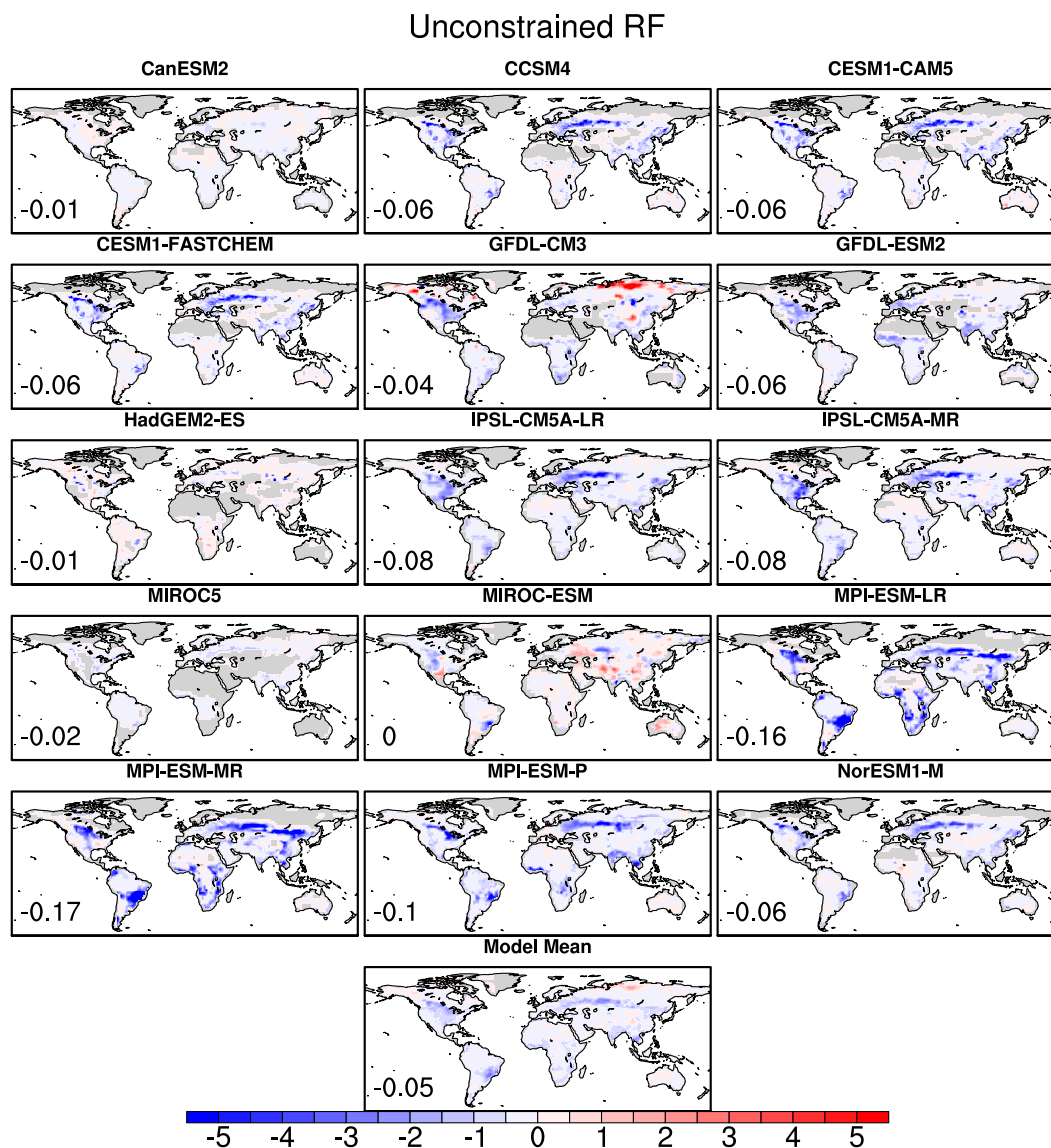 Unconstrained RF
CanESM2 CCSM4 CESM1-CAM5
-0.01 -0.06 -0.06
CESM1-FASTCHEM GFDL-CM3 GFDL-ESM2
-0.06 -0.04 -0.06
HadGEM2-ES IPSL-CM5A-LR IPSL-CM5A-MR
-0.01 -0.08 -0.08
MIROC5 MIROC-ESM MPI-ESM-LR
-0.02 0 -0.16
MPI-ESM-MR MPI-ESM-P NorESM1-M
-0.17 -0.1 -0.06
Model Mean
-0.05
-5 -4 -3 -2 -1 0 1 2 3 4 5